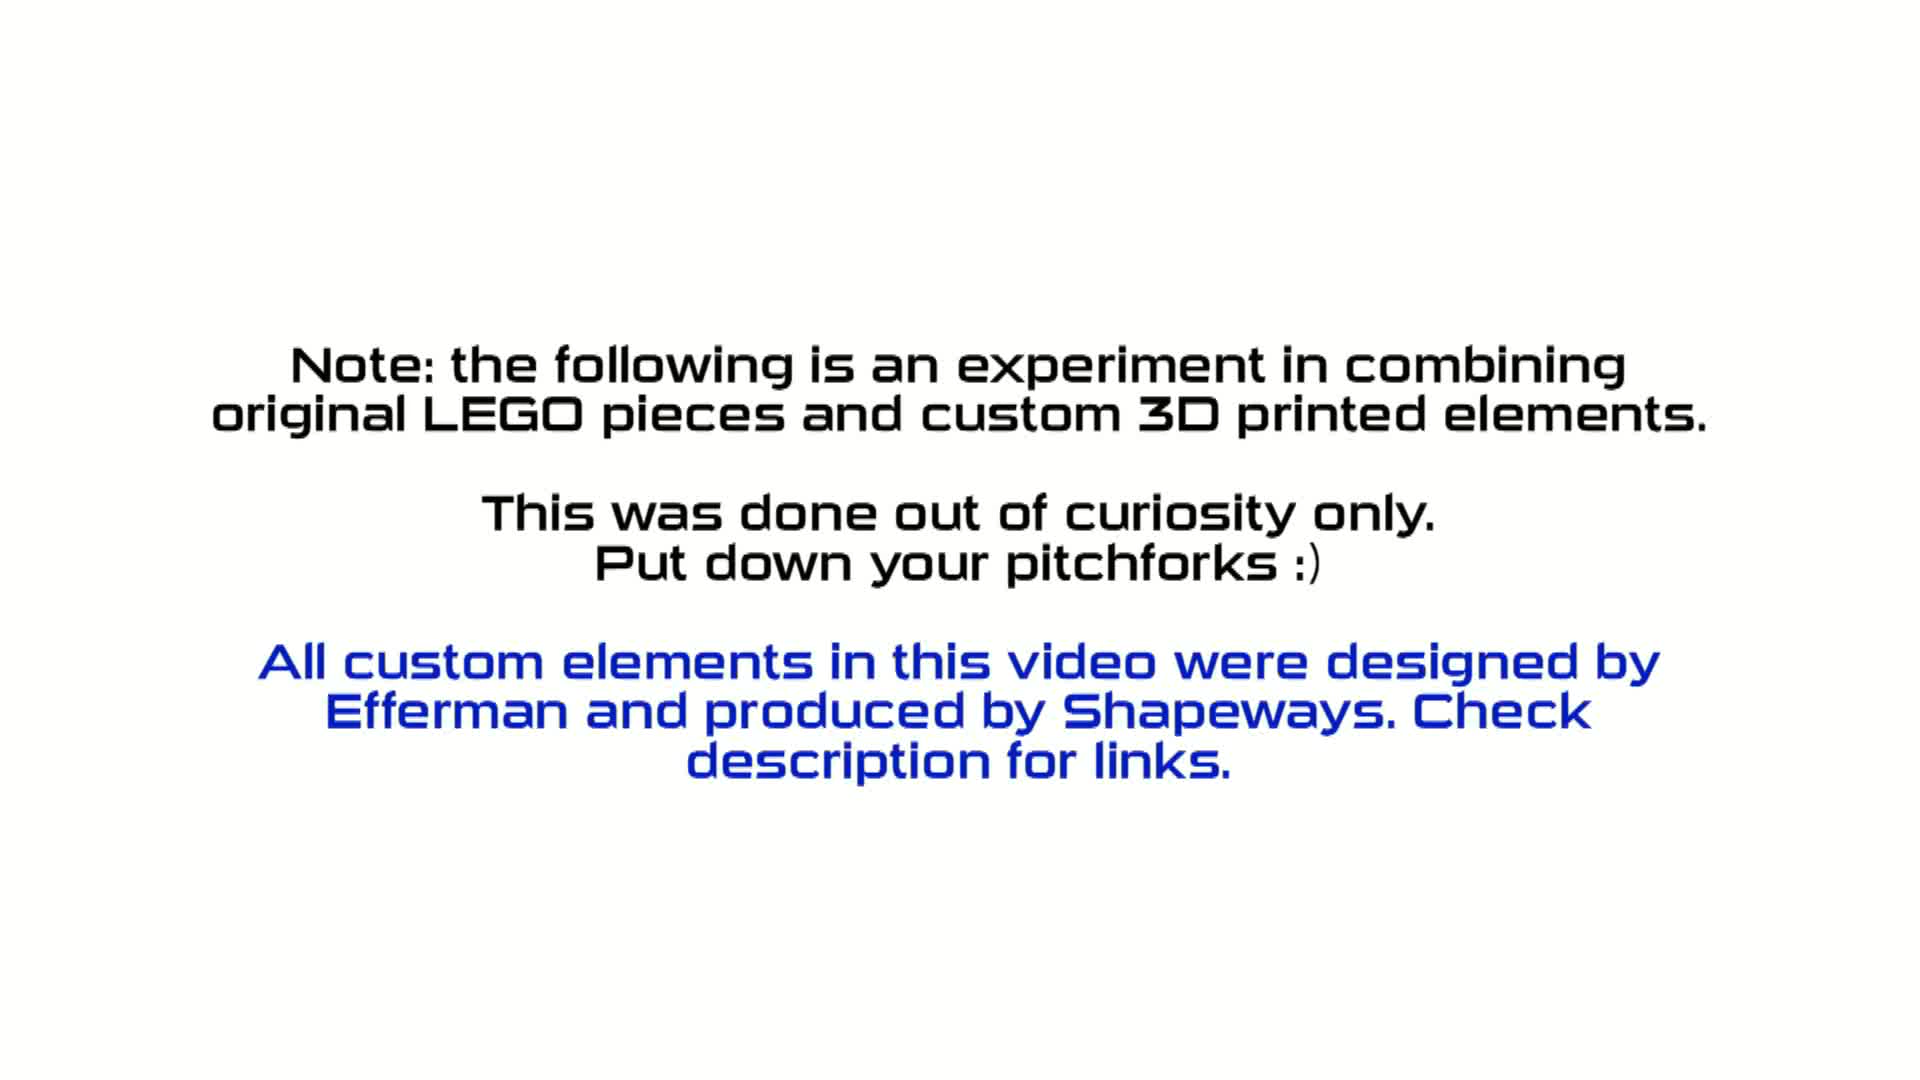 Note: the following is an experiment in combining
original LEGO pieces and custom 3D printed elements.
This was done out of curiosity only.
Put down your pitchforks :)
All custom elements in this video were designed by
Efferman and produced by Shapeways. Check
description for links.